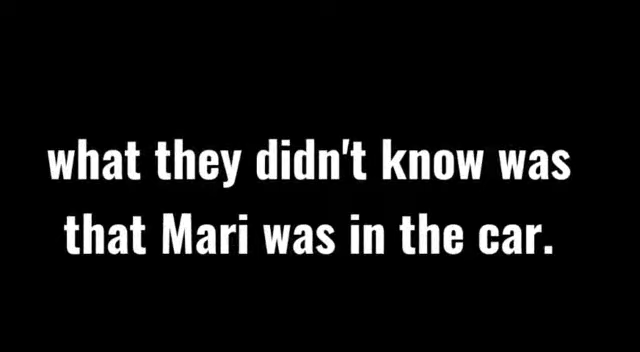 what they didn't know was
that Mari was in the car.